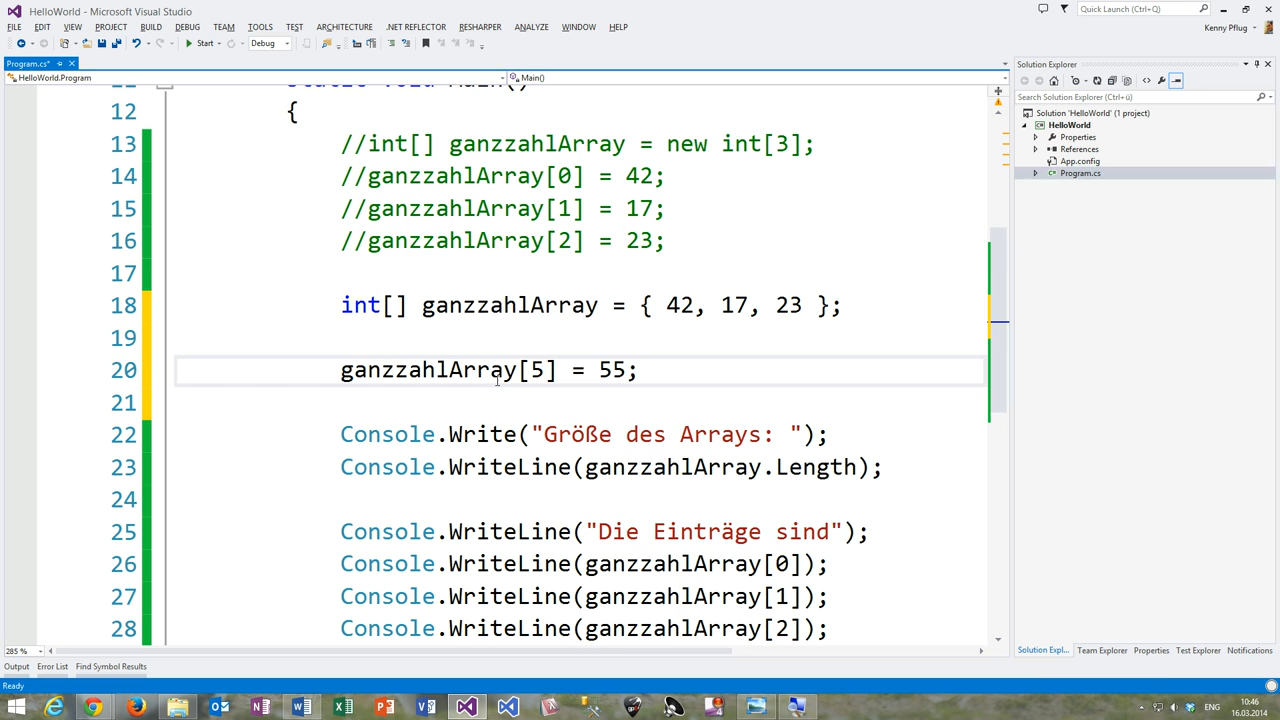 HelloWorld - Microsoft Visual Studio
Quick Launch (Ctrl+Q)
FILE EDIT VIEW PROJECT BUILD DEBUG TEAM TOOLS TEST ARCHITECTURE .NET REFLECTOR RESHARPER ANALYZE WINDOW HELP
Kenny Pflug
Start
Debug
Program.cs*
Solution Explorer
HelloWorld.Program
Main()
Search Solution Explorer (Ctrl+ü)
Solution 'HelloWorld' (1 project)
HelloWorld
Properties
References
App.config
Program.cs
12 {
13 //int[] ganzzahlArray = new int[3];
14 //ganzzahlArray[0] = 42;
15 //ganzzahlArray[1] = 17;
16 //ganzzahlArray[2] = 23;
17
18 int[] ganzzahlArray = { 42, 17, 23 };
19
20 ganzzahlArray[5] = 55;
21
22 Console.Write("Größe des Arrays: ");
23 Console.WriteLine(ganzzahlArray.Length);
24
25 Console.WriteLine("Die Einträge sind");
26 Console.WriteLine(ganzzahlArray[0]);
27 Console.WriteLine(ganzzahlArray[1]);
28 Console.WriteLine(ganzzahlArray[2]);
285 %
Solution Expl... Team Explorer Properties Test Explorer Notifications
Output Error List Find Symbol Results
Ready
ENG
10:46
16.03.2014